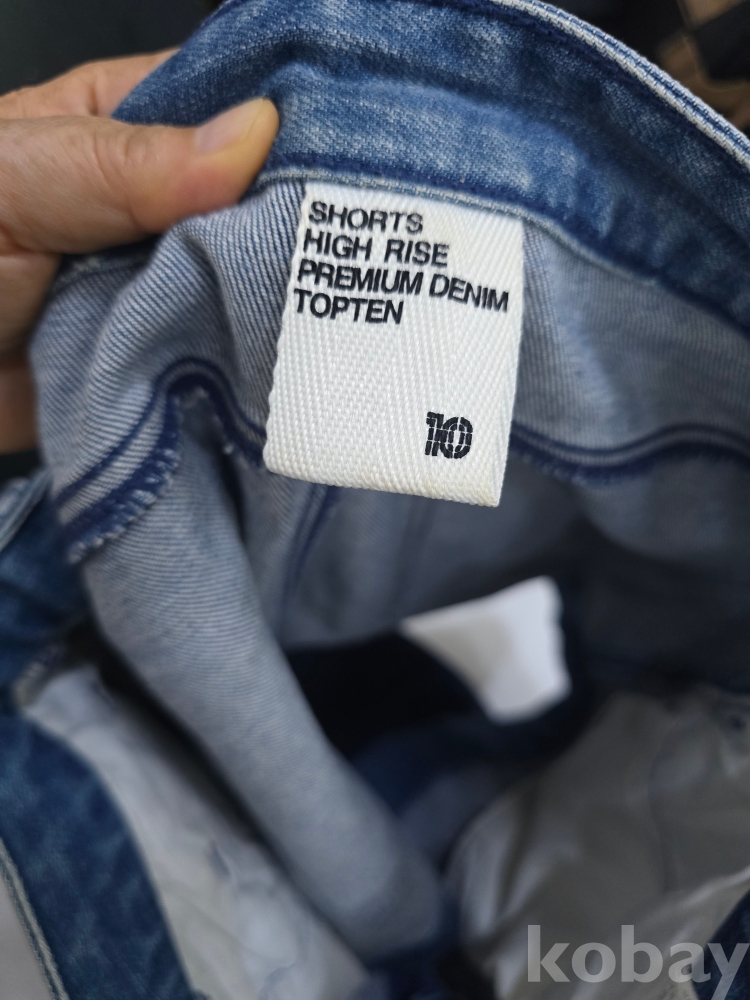 SHORTS
HIGH RISE
PREMIUM DENIM
TOPTEN
10
kobay